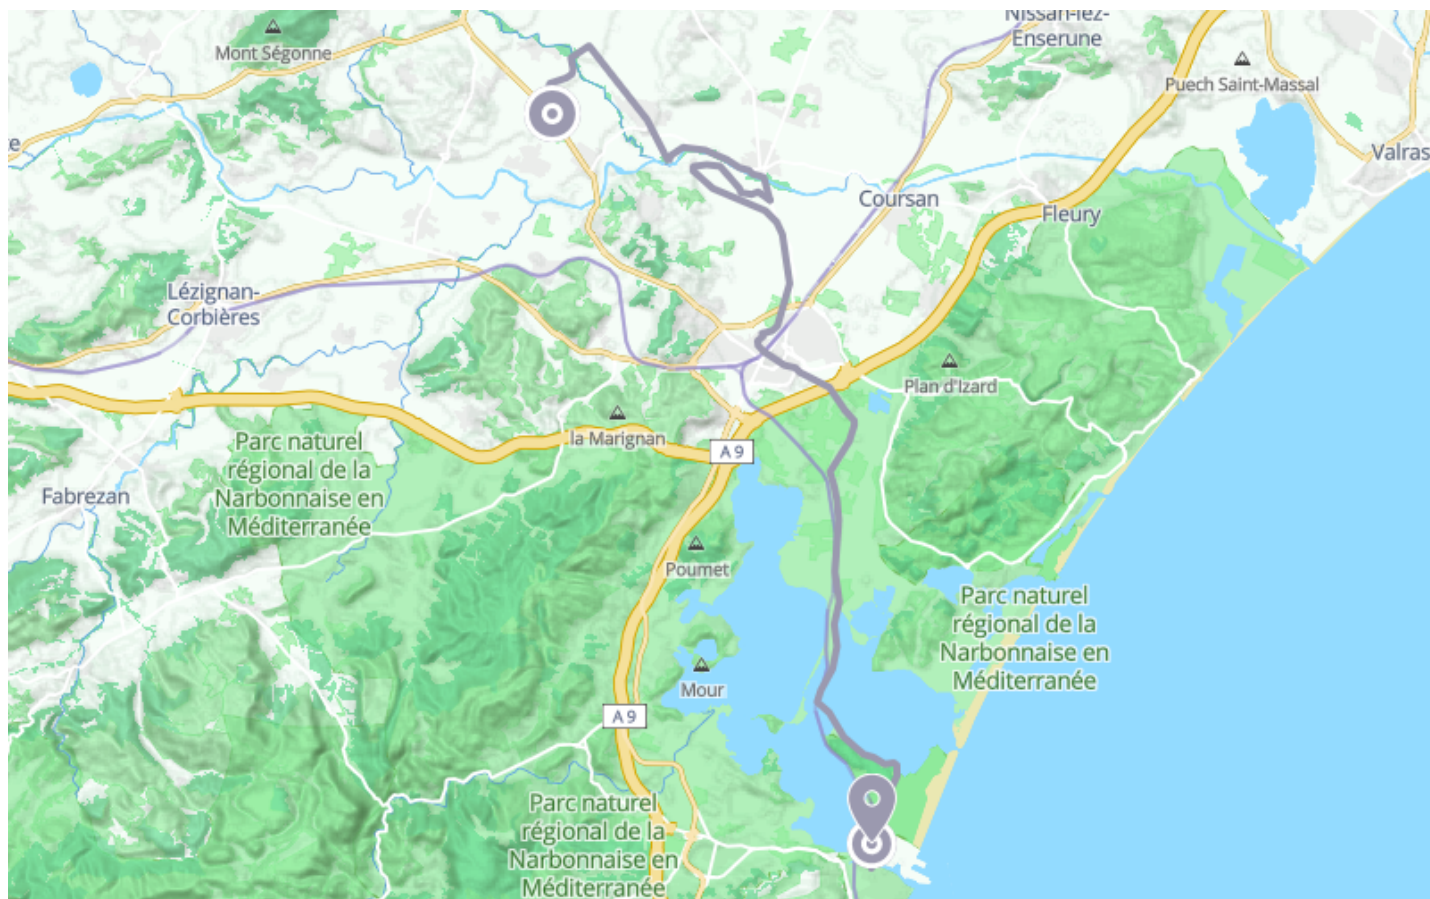 Nissan-lez-
Enserune
Mont Ségonne
Puech Saint-Massal
Valras
Coursan
Fleury
Lézignan-
Corbières
Plan d'Izard
la Marignan
Parc naturel
régional de la
Narbonnaise en
Méditerranée
A 9
Fabrezan
Poumet
Parc naturel
régional de la
Narbonnaise en
Méditerranée
Mour
A 9
Parc naturel
régional de la
Narbonnaise en
Méditerranée